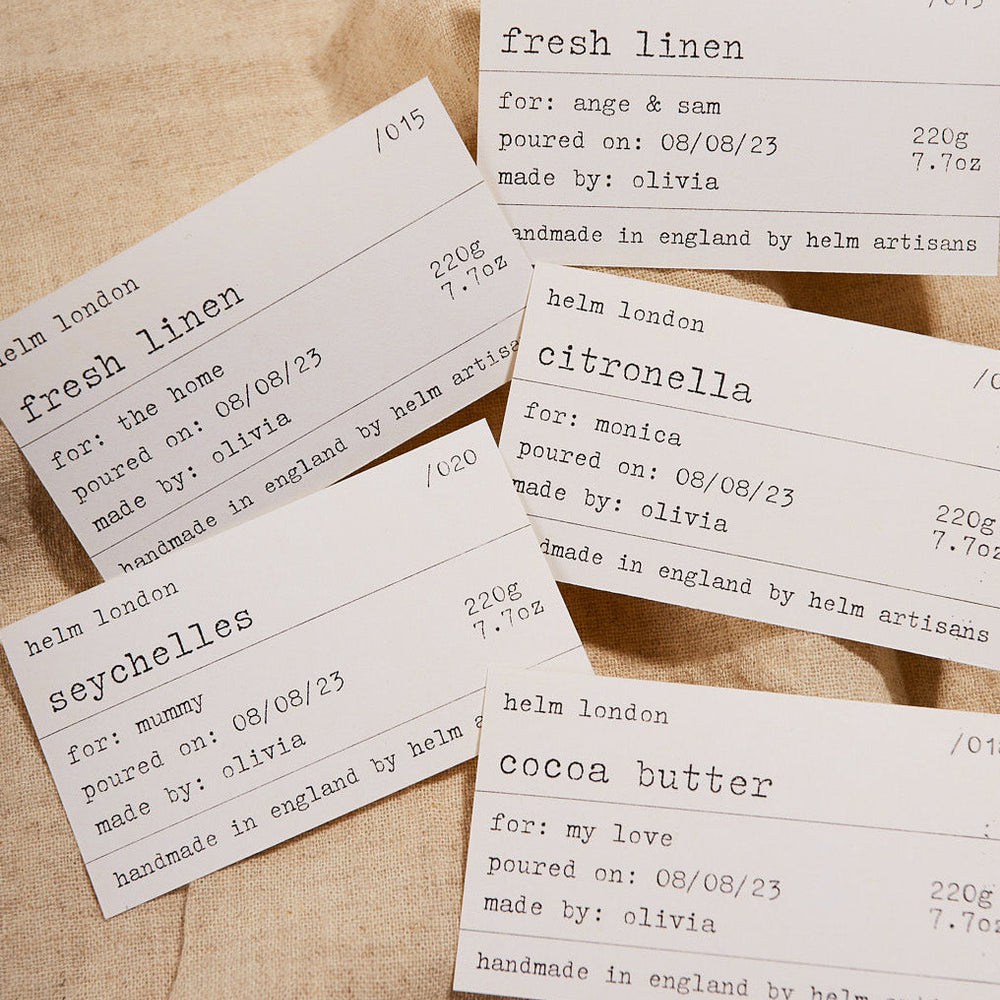 fresh linen
for: ange & sam
poured on: 08/08/23
made by: olivia
220g
7.7oz
in england by helm artisans
/015
helm london
fresh linen
for: the home
poured on: 08/08/23
made by: olivia
220g
7.7oz
handmade in england by helm
helm london
citronella
for: monica
poured on: 08/08/23
made by: olivia
220g
7.7oz
in england by helm artisans
/020
helm london
seychelles
for: mummy
poured on: 08/08/23
made by: olivia
220g
7.7oz
handmade in england by helm
helm london
cocoa butter
for: my love
poured on: 08/08/23
made by: olivia
220g
7.7oz
handmade in england by helm